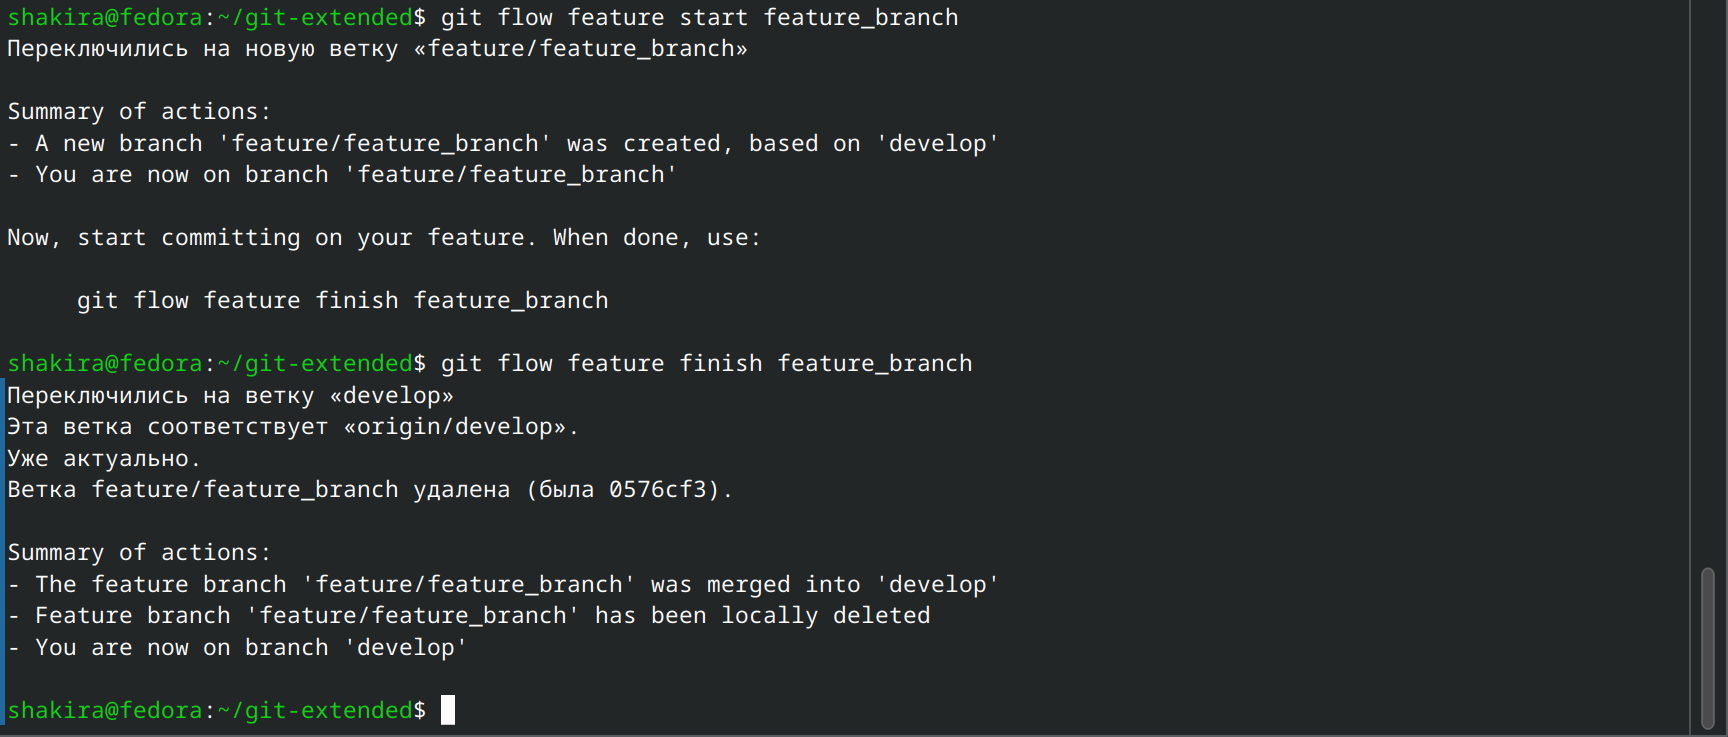 shakira@fedora:~/git-extended$ git flow feature start feature_branch
Переключились на новую ветку «feature/feature_branch»
Summary of actions:
- A new branch 'feature/feature_branch' was created, based on 'develop'
- You are now on branch 'feature/feature_branch'
Now, start committing on your feature. When done, use:
git flow feature finish feature_branch
shakira@fedora:~/git-extended$ git flow feature finish feature_branch
Переключились на ветку «develop»
Эта ветка соответствует «origin/develop».
Уже актуально.
Ветка feature/feature_branch удалена (была 0576cf3).
Summary of actions:
- The feature branch 'feature/feature_branch' was merged into 'develop'
- Feature branch 'feature/feature_branch' has been locally deleted
- You are now on branch 'develop'
shakira@fedora:~/git-extended$